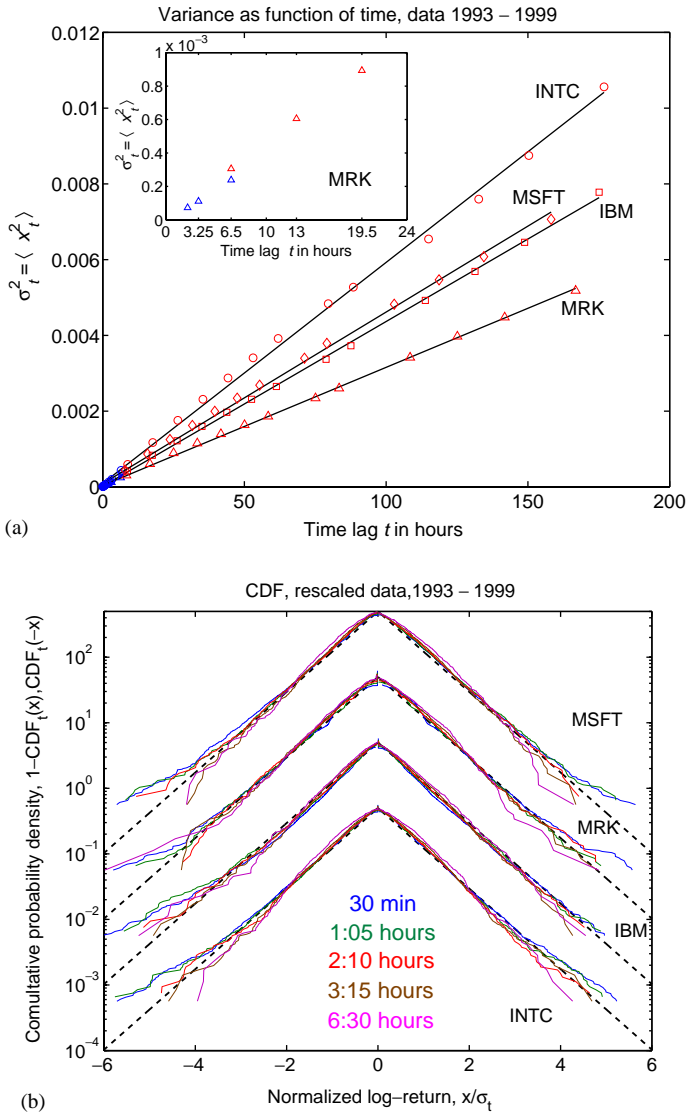 Variance as function of time, data 1993 − 1999
0.012
0.01
0.008
0.006
0.004
0.002
0
σ²ₜ = ⟨ x²ₜ ⟩
1 x 10⁻³
0.8
0.6
0.4
0.2
0
σ²ₜ = ⟨ x²ₜ ⟩
MRK
0 3.25 6.5 10 13 19.5 24
Time lag t in hours
INTC
MSFT
IBM
MRK
0 50 100 150 200
Time lag t in hours
(a)
CDF, rescaled data,1993 − 1999
Comultative probability density, 1−CDFₜ(x),CDFₜ(−x)
10²
10¹
10⁰
10⁻¹
10⁻²
10⁻³
10⁻⁴
MSFT
MRK
IBM
INTC
30 min
1:05 hours
2:10 hours
3:15 hours
6:30 hours
−6 −4 −2 0 2 4 6
Normalized log−return, x/σₜ
(b)